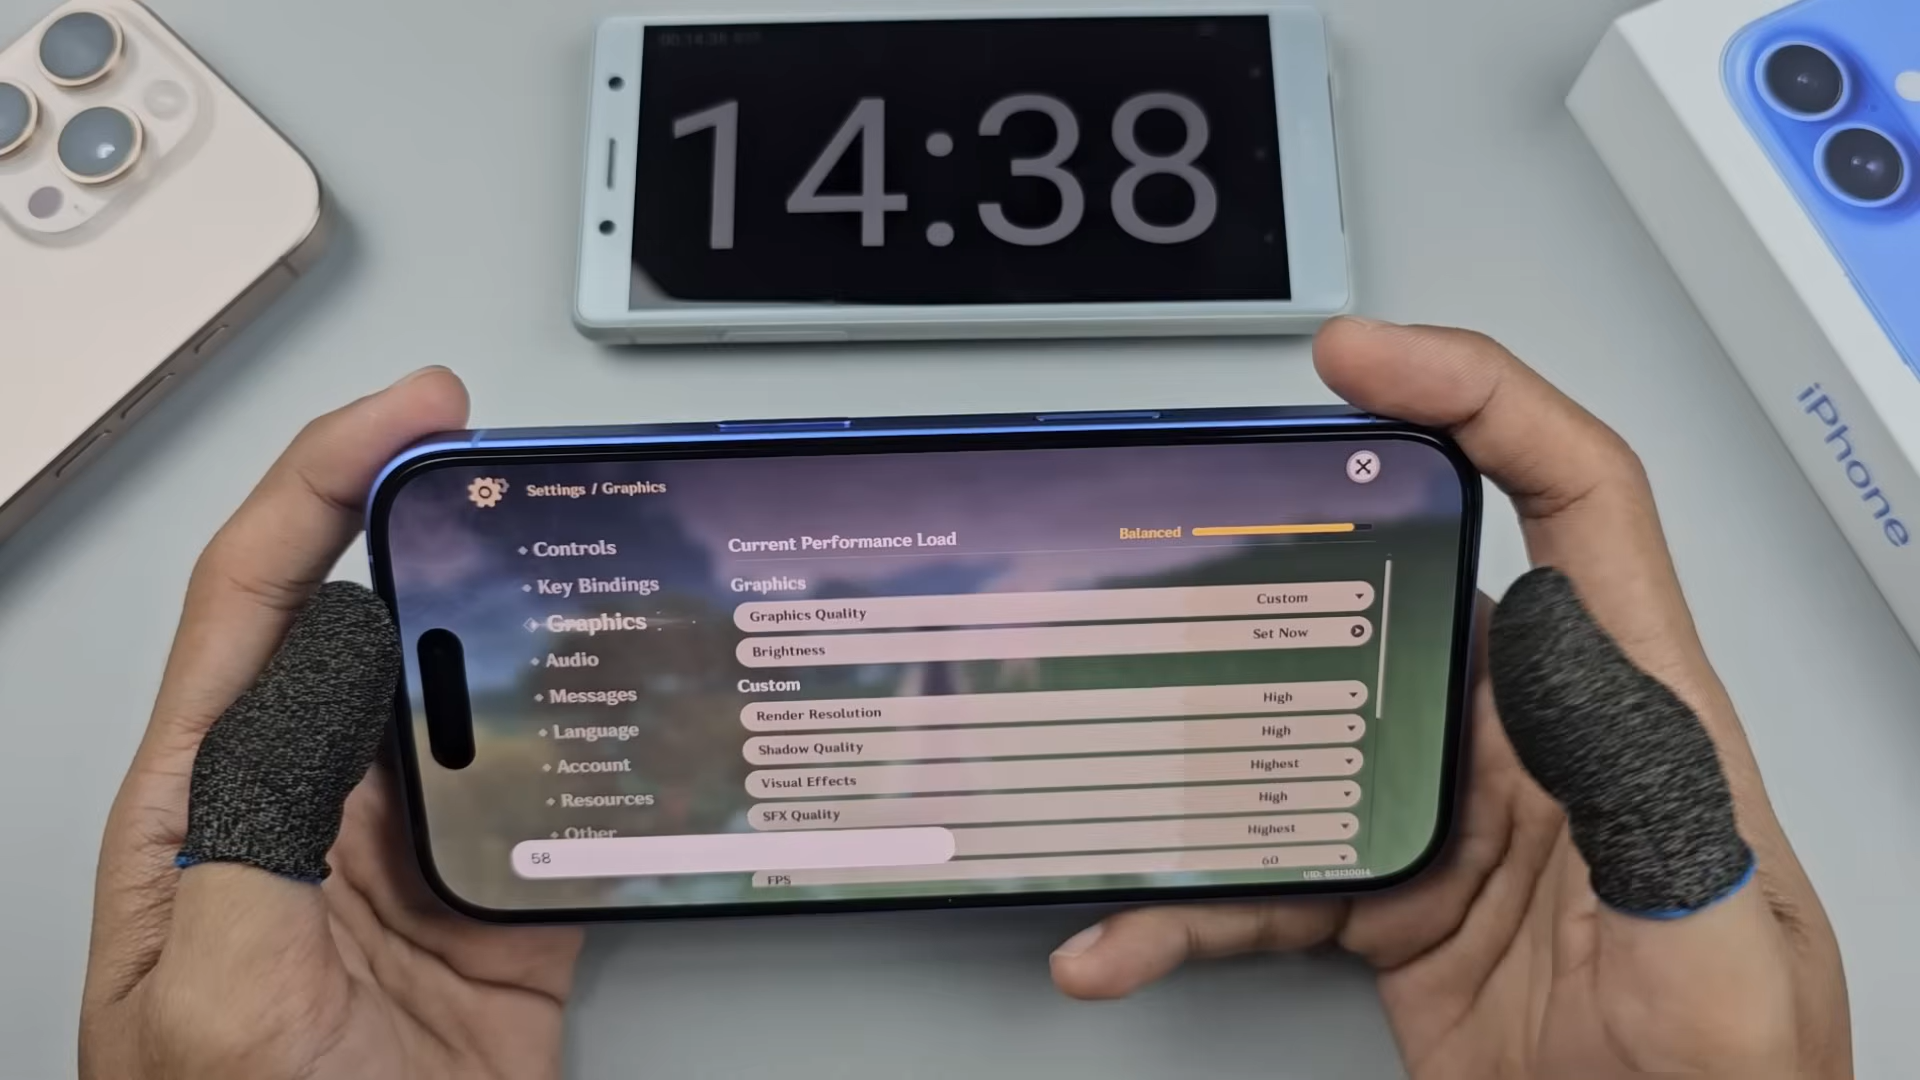 14:38
iPhone
Settings / Graphics
Controls
Key Bindings
Graphics
Audio
Messages
Language
Account
Resources
Other
Current Performance Load
Balanced
Graphics
Graphics Quality Custom
Brightness Set Now
Custom
Render Resolution High
Shadow Quality High
Visual Effects Highest
SFX Quality High
Highest
58
FPS 60